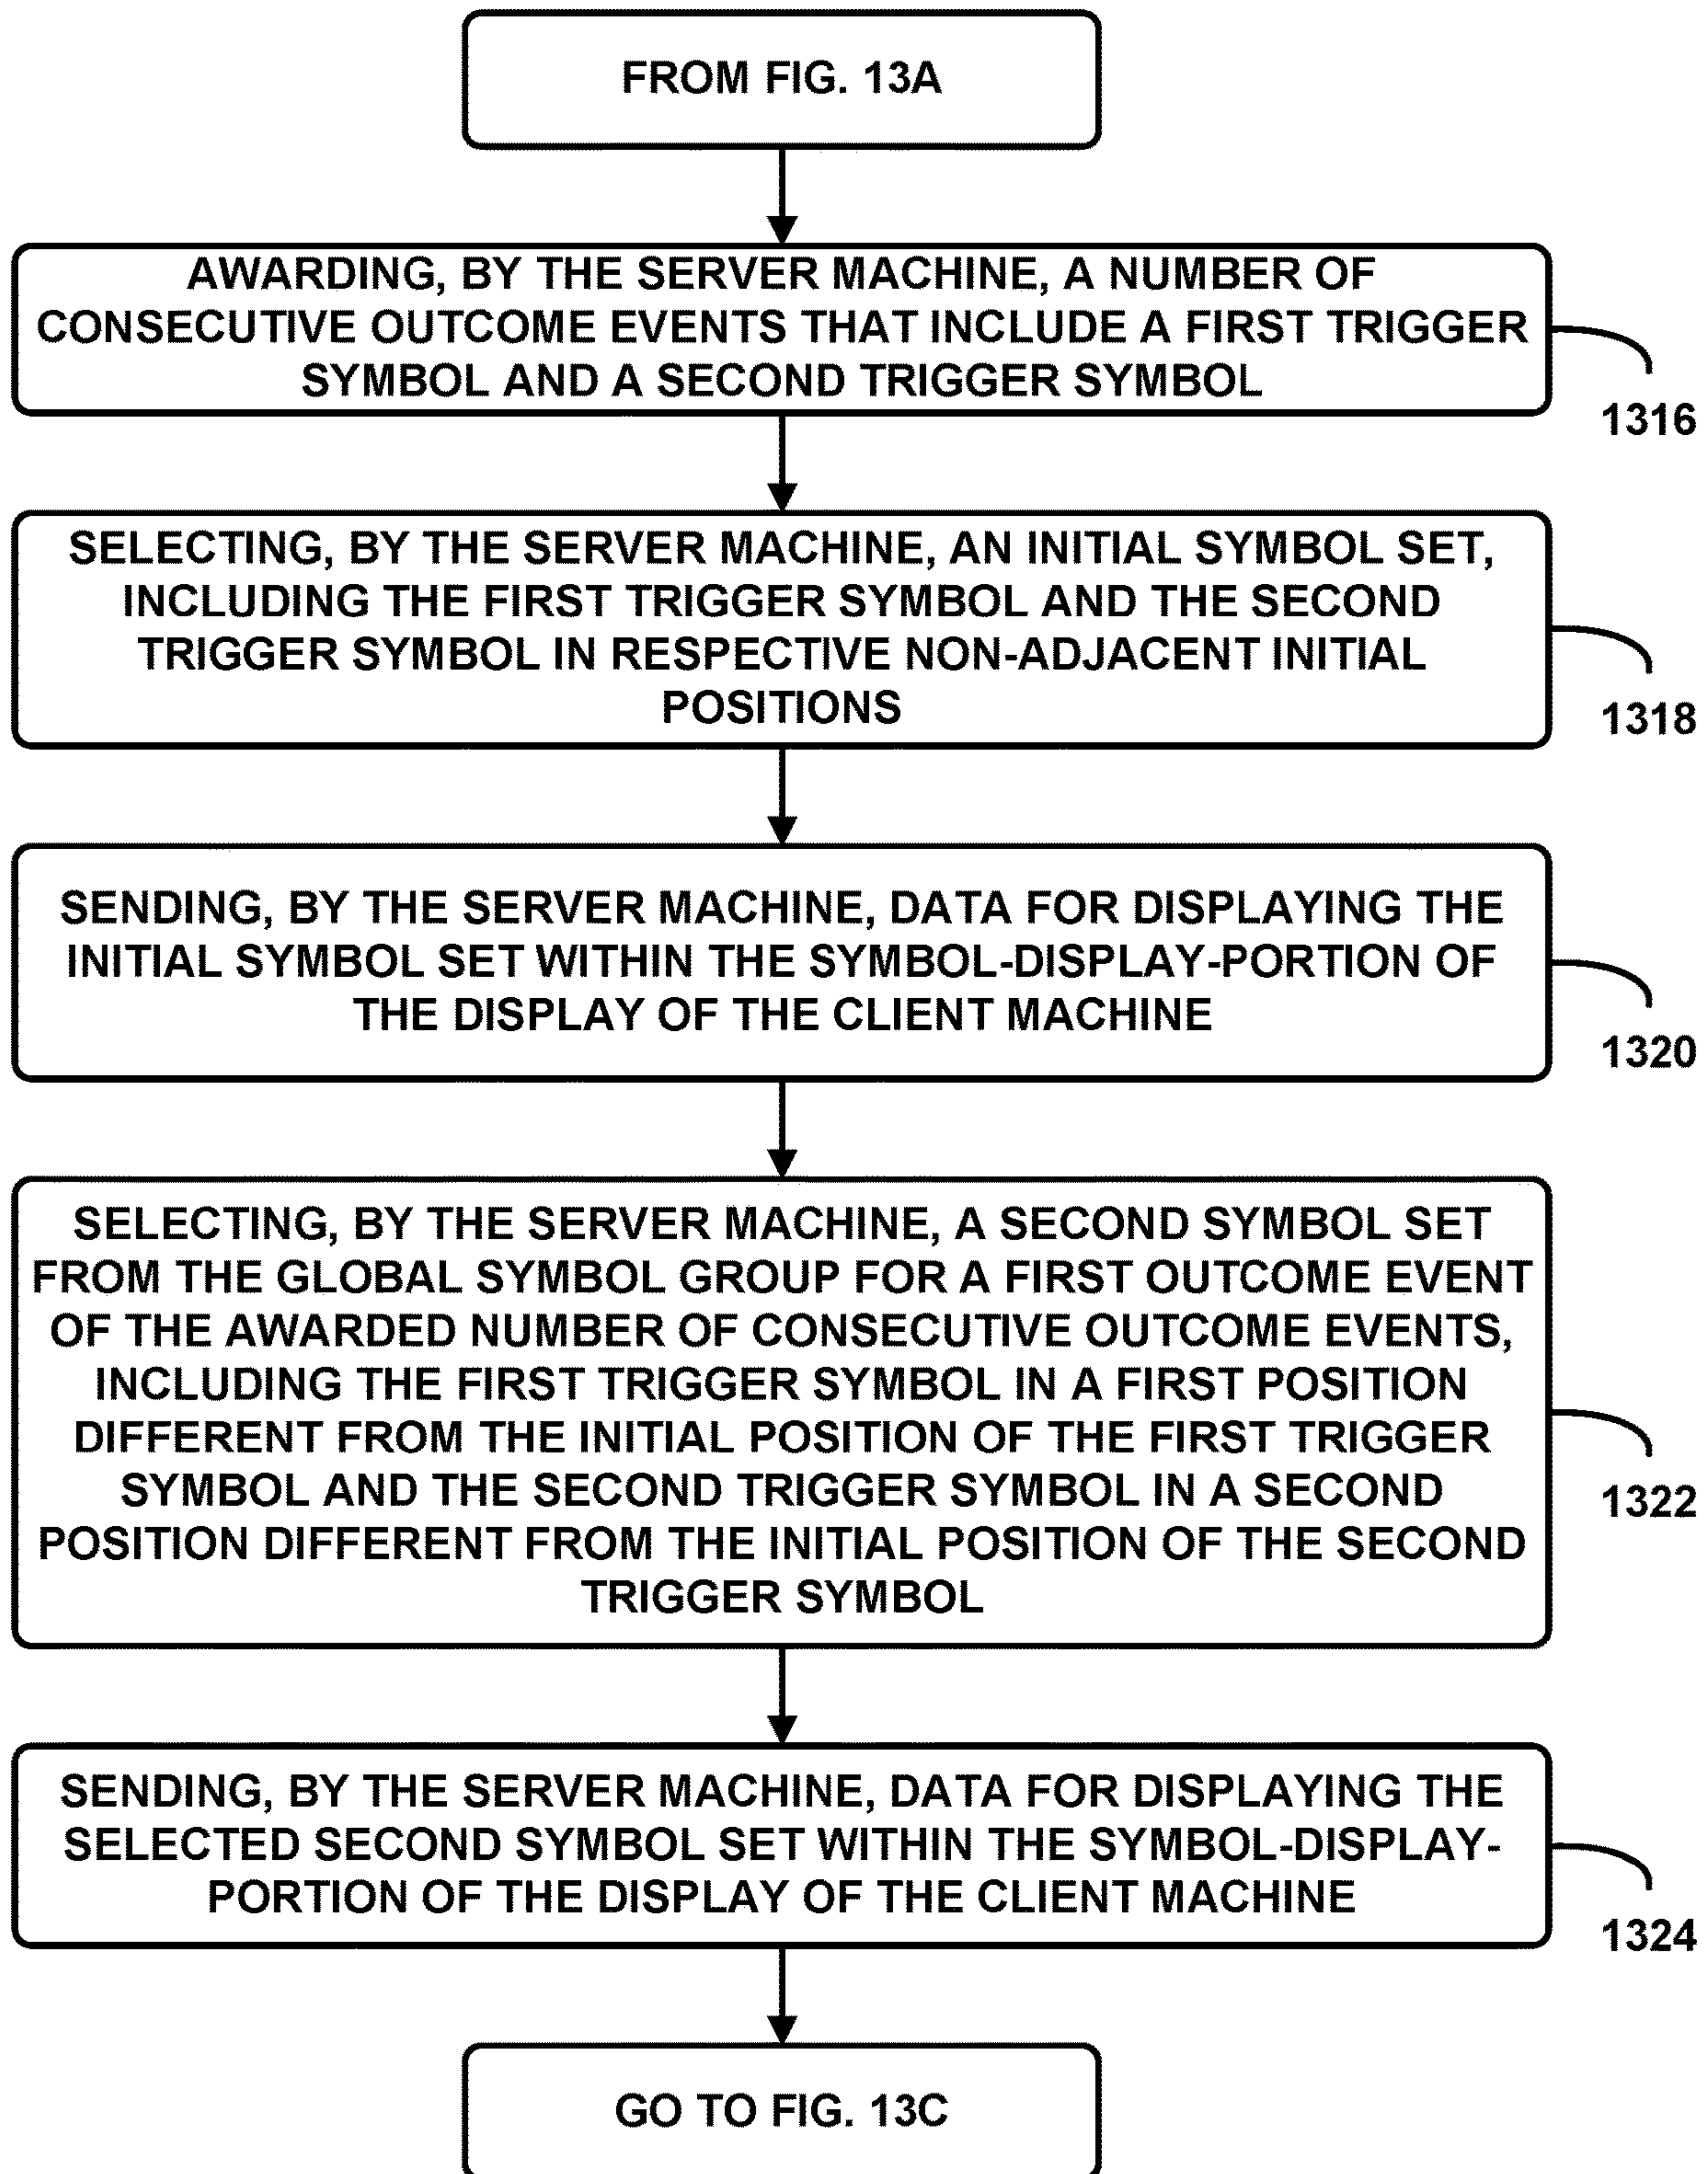 FROM FIG. 13A
AWARDING, BY THE SERVER MACHINE, A NUMBER OF
CONSECUTIVE OUTCOME EVENTS THAT INCLUDE A FIRST TRIGGER
SYMBOL AND A SECOND TRIGGER SYMBOL
1316
SELECTING, BY THE SERVER MACHINE, AN INITIAL SYMBOL SET,
INCLUDING THE FIRST TRIGGER SYMBOL AND THE SECOND
TRIGGER SYMBOL IN RESPECTIVE NON-ADJACENT INITIAL
POSITIONS
1318
SENDING, BY THE SERVER MACHINE, DATA FOR DISPLAYING THE
INITIAL SYMBOL SET WITHIN THE SYMBOL-DISPLAY-PORTION OF
THE DISPLAY OF THE CLIENT MACHINE
1320
SELECTING, BY THE SERVER MACHINE, A SECOND SYMBOL SET
FROM THE GLOBAL SYMBOL GROUP FOR A FIRST OUTCOME EVENT
OF THE AWARDED NUMBER OF CONSECUTIVE OUTCOME EVENTS,
INCLUDING THE FIRST TRIGGER SYMBOL IN A FIRST POSITION
DIFFERENT FROM THE INITIAL POSITION OF THE FIRST TRIGGER
SYMBOL AND THE SECOND TRIGGER SYMBOL IN A SECOND
POSITION DIFFERENT FROM THE INITIAL POSITION OF THE SECOND
TRIGGER SYMBOL
1322
SENDING, BY THE SERVER MACHINE, DATA FOR DISPLAYING THE
SELECTED SECOND SYMBOL SET WITHIN THE SYMBOL-DISPLAY-
PORTION OF THE DISPLAY OF THE CLIENT MACHINE
1324
GO TO FIG. 13C